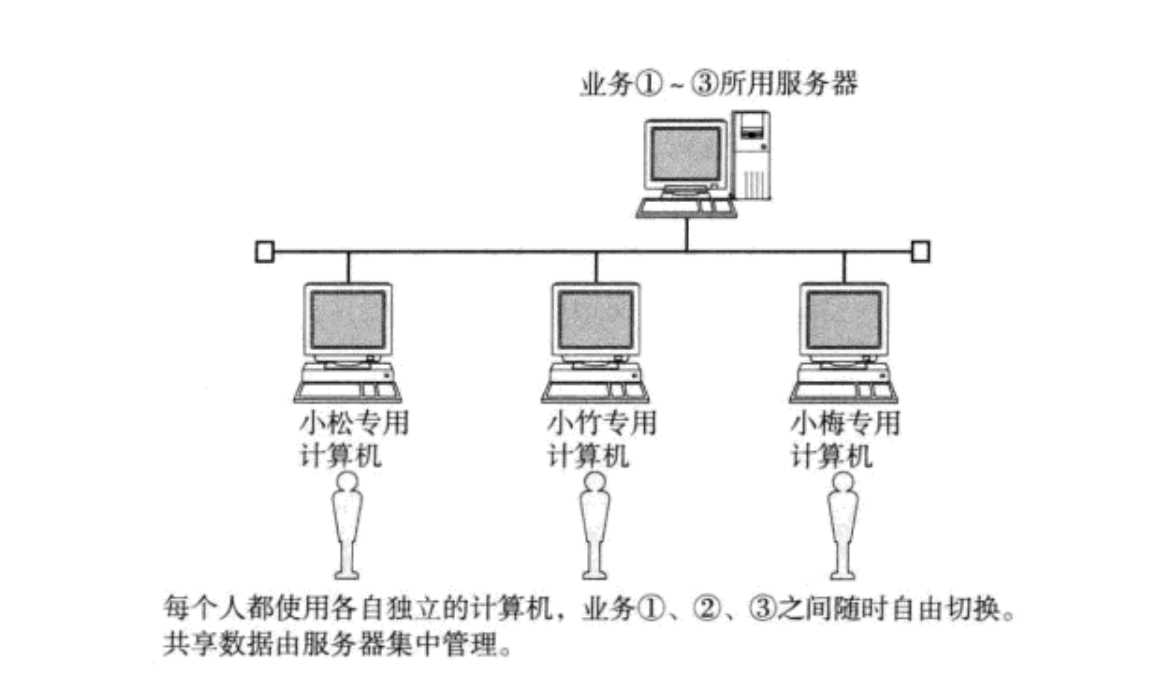 业务①~③所用服务器
小松专用
计算机
小竹专用
计算机
小梅专用
计算机
每个人都使用各自独立的计算机，业务①、②、③之间随时自由切换。
共享数据由服务器集中管理。